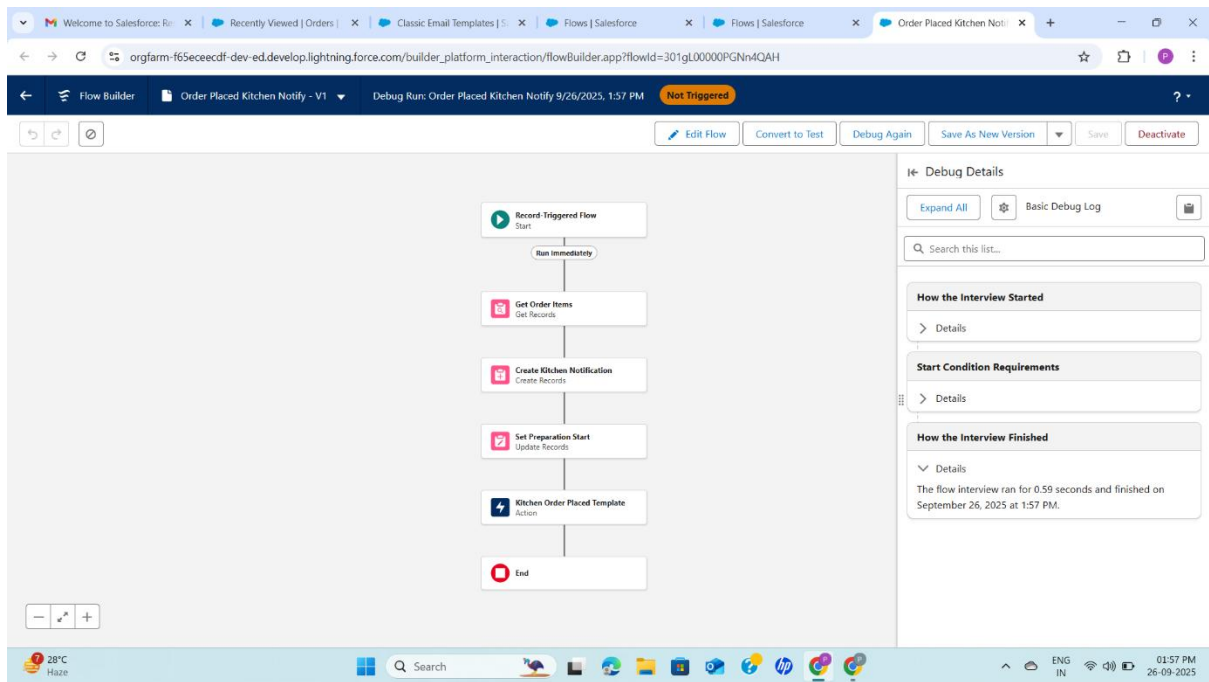 Welcome to Salesforce: Re
Recently Viewed | Orders |
Classic Email Templates | S
Flows | Salesforce
Flows | Salesforce
Order Placed Kitchen Noti
orgfarm-f65eceecdf-dev-ed.develop.lightning.force.com/builder_platform_interaction/flowBuilder.app?flowId=301gL00000PGNn4QAH
P
Flow Builder
Order Placed Kitchen Notify - V1
Debug Run: Order Placed Kitchen Notify 9/26/2025, 1:57 PM
Not Triggered
?
Edit Flow
Convert to Test
Debug Again
Save As New Version
Save
Deactivate
Record-Triggered Flow
Start
Run Immediately
Get Order Items
Get Records
Create Kitchen Notification
Create Records
Set Preparation Start
Update Records
Kitchen Order Placed Template
Action
End
Debug Details
Expand All
Basic Debug Log
Search this list...
How the Interview Started
Details
Start Condition Requirements
Details
How the Interview Finished
Details
The flow interview ran for 0.59 seconds and finished on
September 26, 2025 at 1:57 PM.
7
28°C
Haze
Search
ENG
IN
01:57 PM
26-09-2025